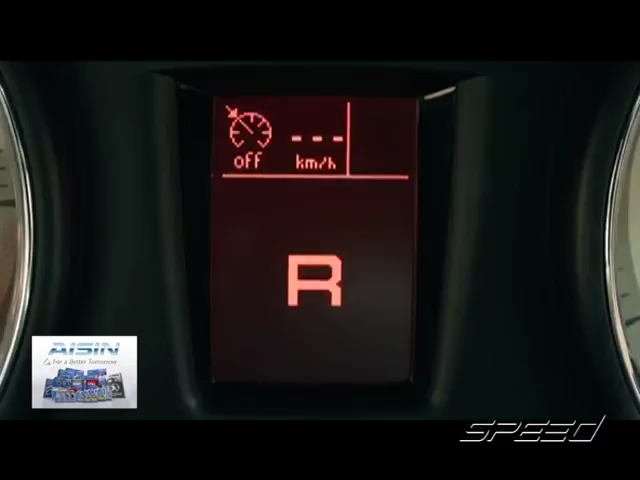 off
--- km/h
R
AISIN
For a Better Tomorrow
SPEED